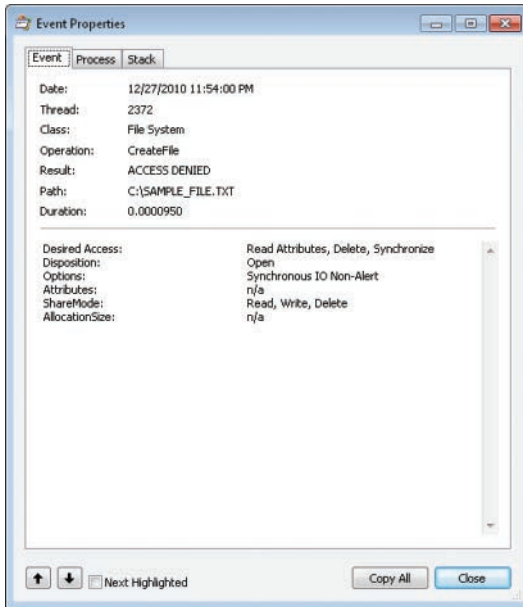 Event Properties
Event Process Stack
Date: 12/27/2010 11:54:00 PM
Thread: 2372
Class: File System
Operation: CreateFile
Result: ACCESS DENIED
Path: C:\SAMPLE_FILE.TXT
Duration: 0.0000950
Desired Access: Read Attributes, Delete, Synchronize
Disposition: Open
Options: Synchronous IO Non-Alert
Attributes: n/a
ShareMode: Read, Write, Delete
AllocationSize: n/a
Next Highlighted Copy All Close